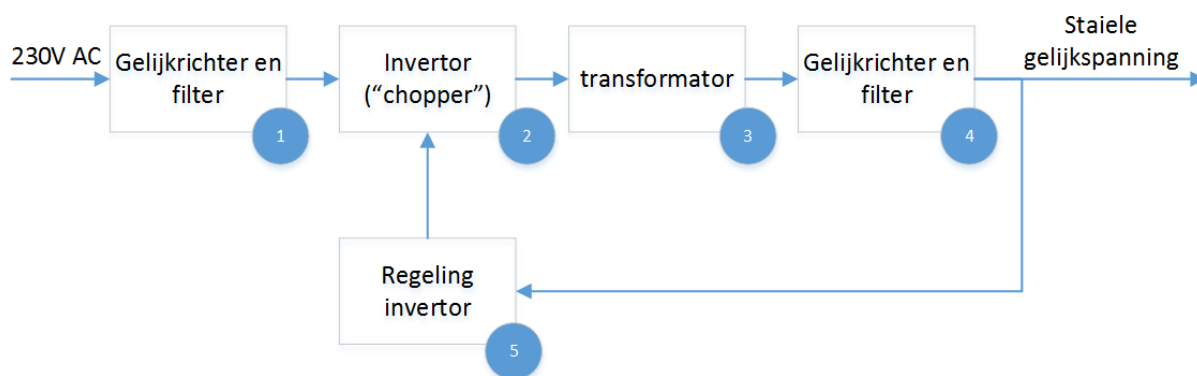 230V AC
Gelijkrichter en
filter
1
Invertor
(“chopper”)
2
transformator
3
Gelijkrichter en
filter
4
Staiele
gelijkspanning
Regeling
invertor
5